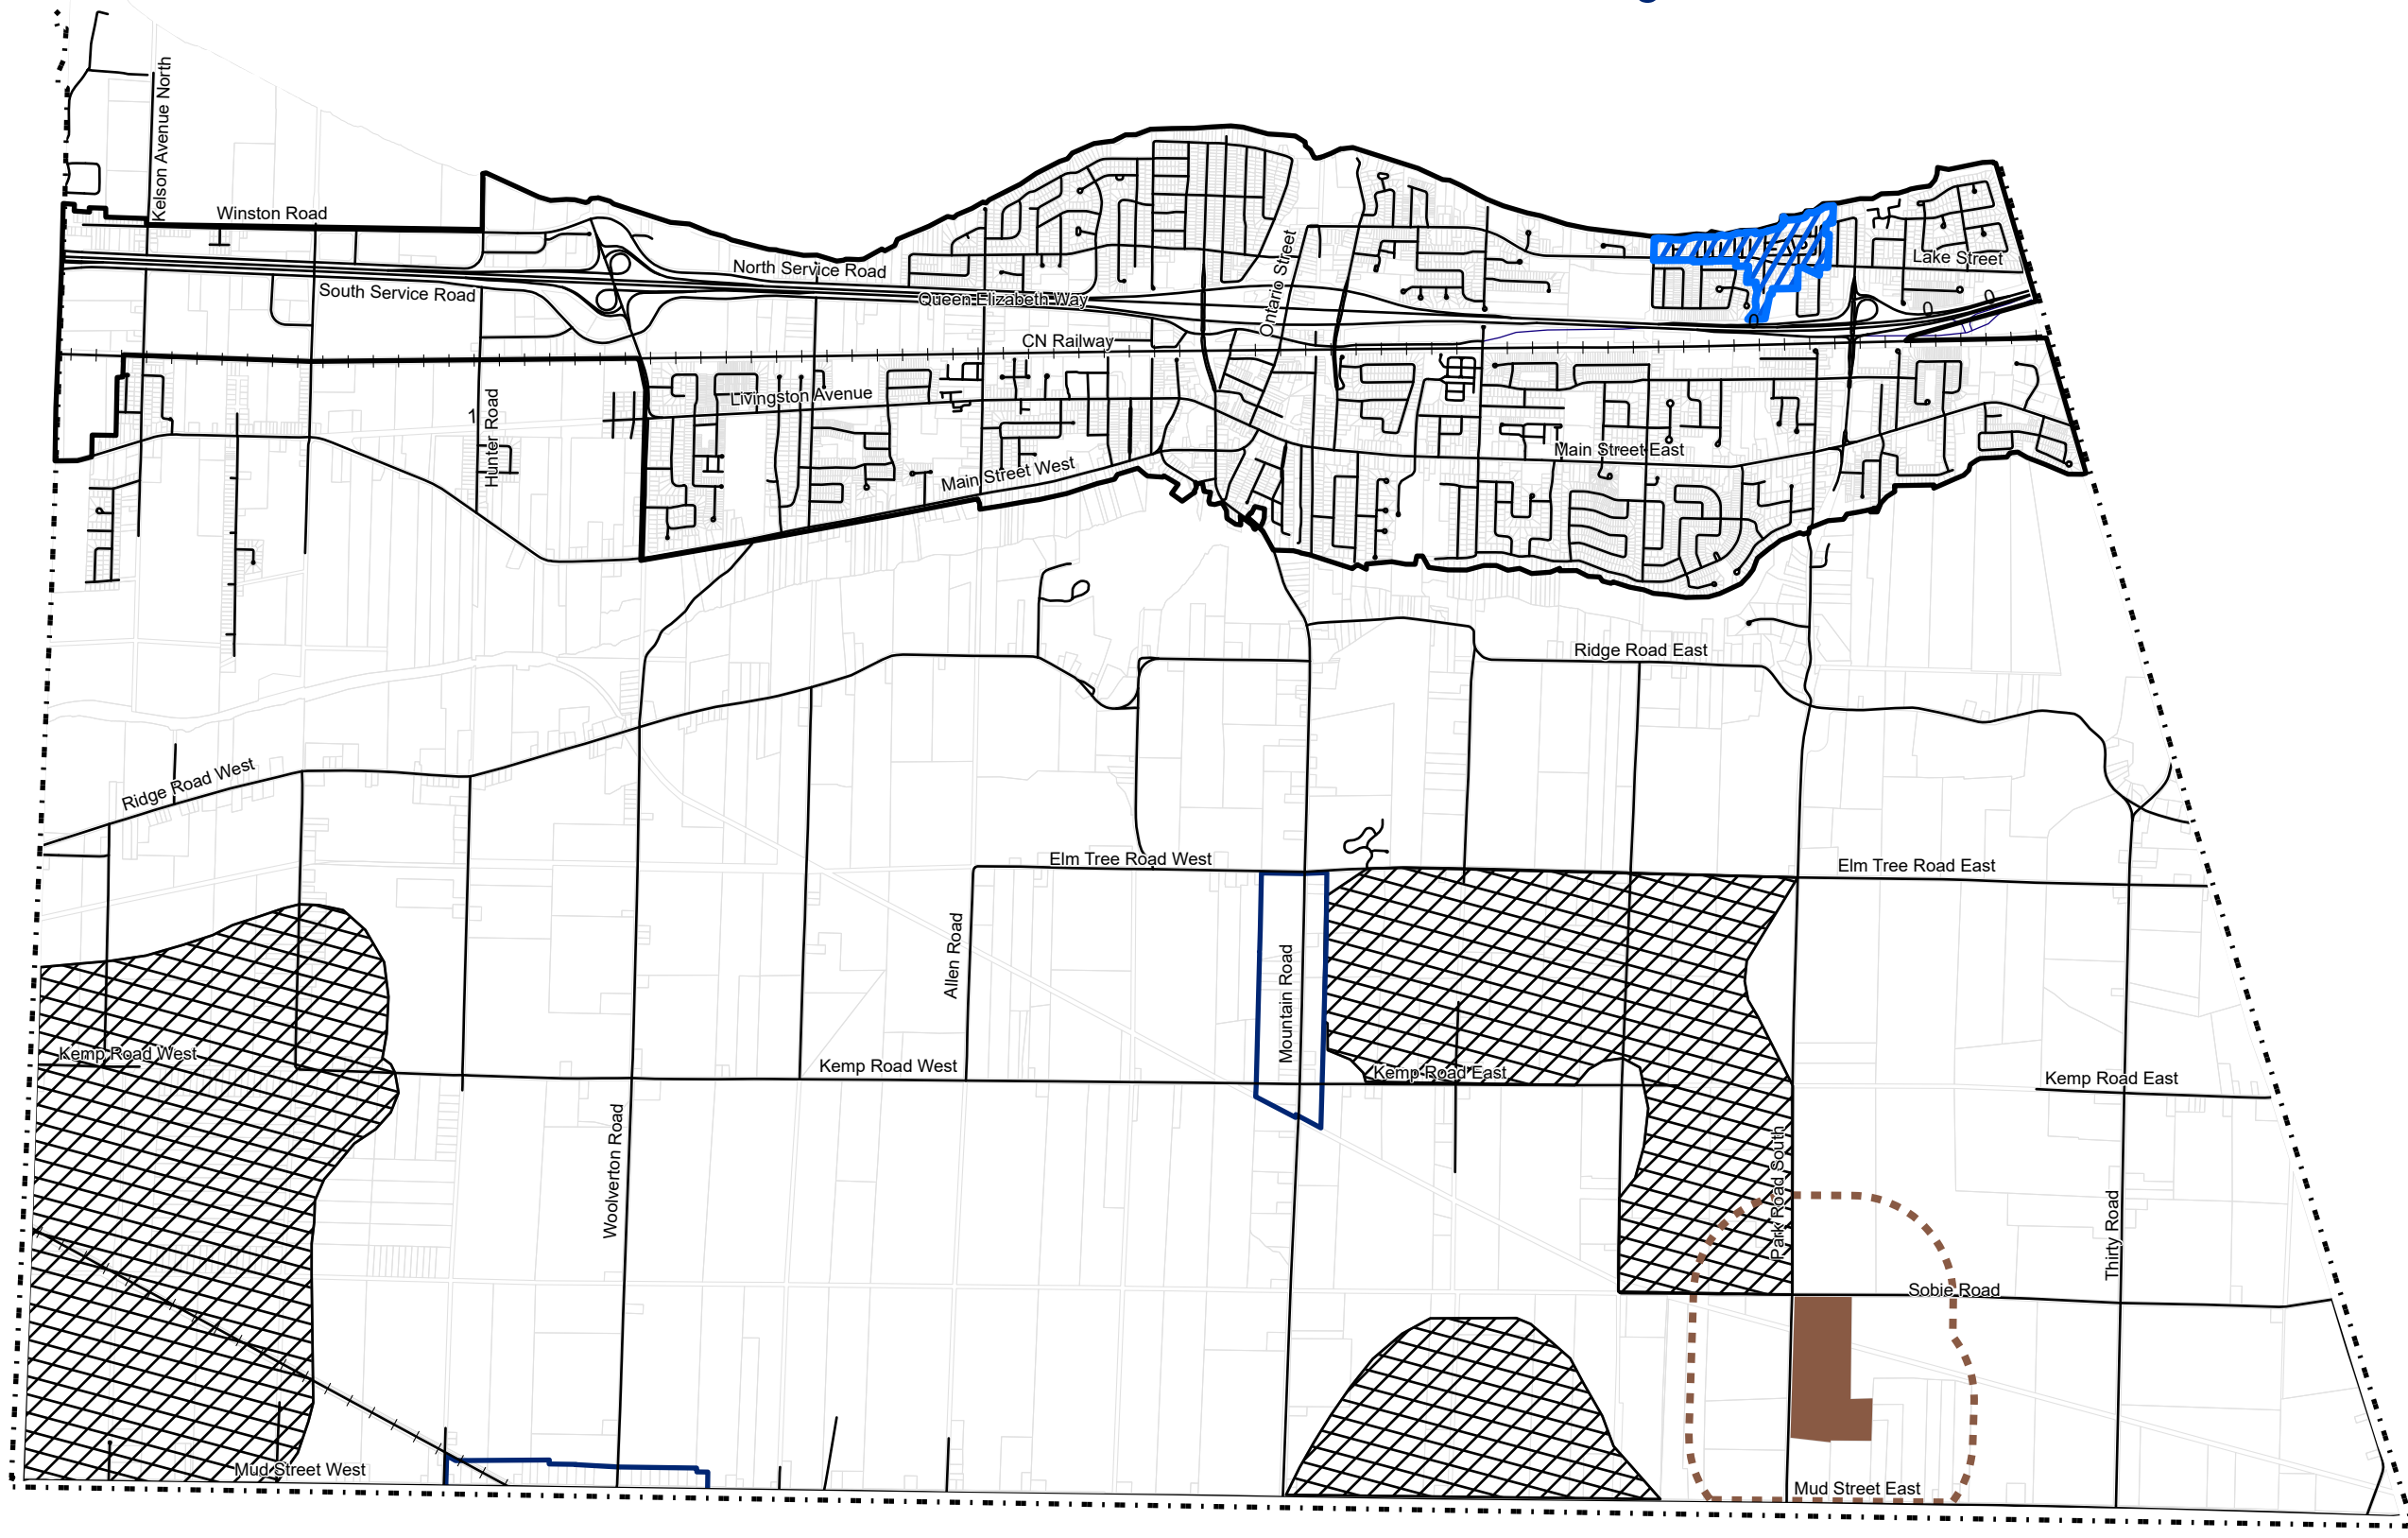 Kelson Avenue North
Winston Road
North Service Road
Lake Street
South Service Road
Queen Elizabeth Way
Ontario Street
0
0
0
CN Railway
Livingston Avenue
1
Hunter Road
Main Street West
Main Street East
Ridge Road East
Ridge Road West
Elm Tree Road West
Elm Tree Road East
Allen Road
Mountain Road
Kemp Road West
Kemp Road West
Kemp Road East
Kemp Road East
Woolverton Road
Park Road South
Thirty Road
Sobie Road
Mud Street West
Mud Street East